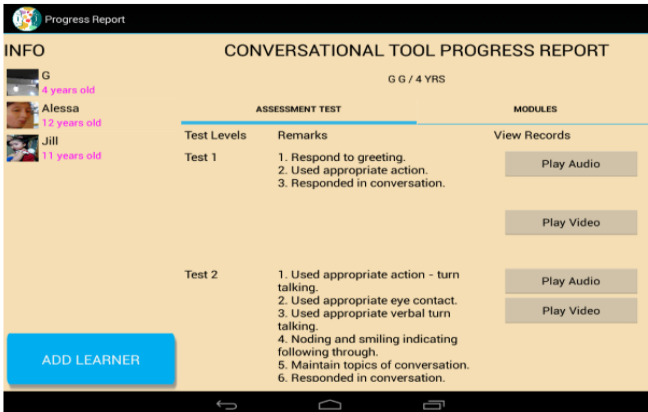 Progress Report
INFO
G
4 years old
Alessa
12 years old
Jill
11 years old
ADD LEARNER
CONVERSATIONAL TOOL PROGRESS REPORT
G G / 4 YRS
ASSESSMENT TEST
MODULES
Test Levels Remarks View Records
Test 1
1. Respond to greeting.
2. Used appropriate action.
3. Responded in conversation.
Play Audio
Play Video
Test 2
1. Used appropriate action - turn
talking.
2. Used appropriate eye contact.
3. Used appropriate verbal turn
talking.
4. Noding and smiling indicating
following through.
5. Maintain topics of conversation.
6. Responded in conversation.
Play Audio
Play Video